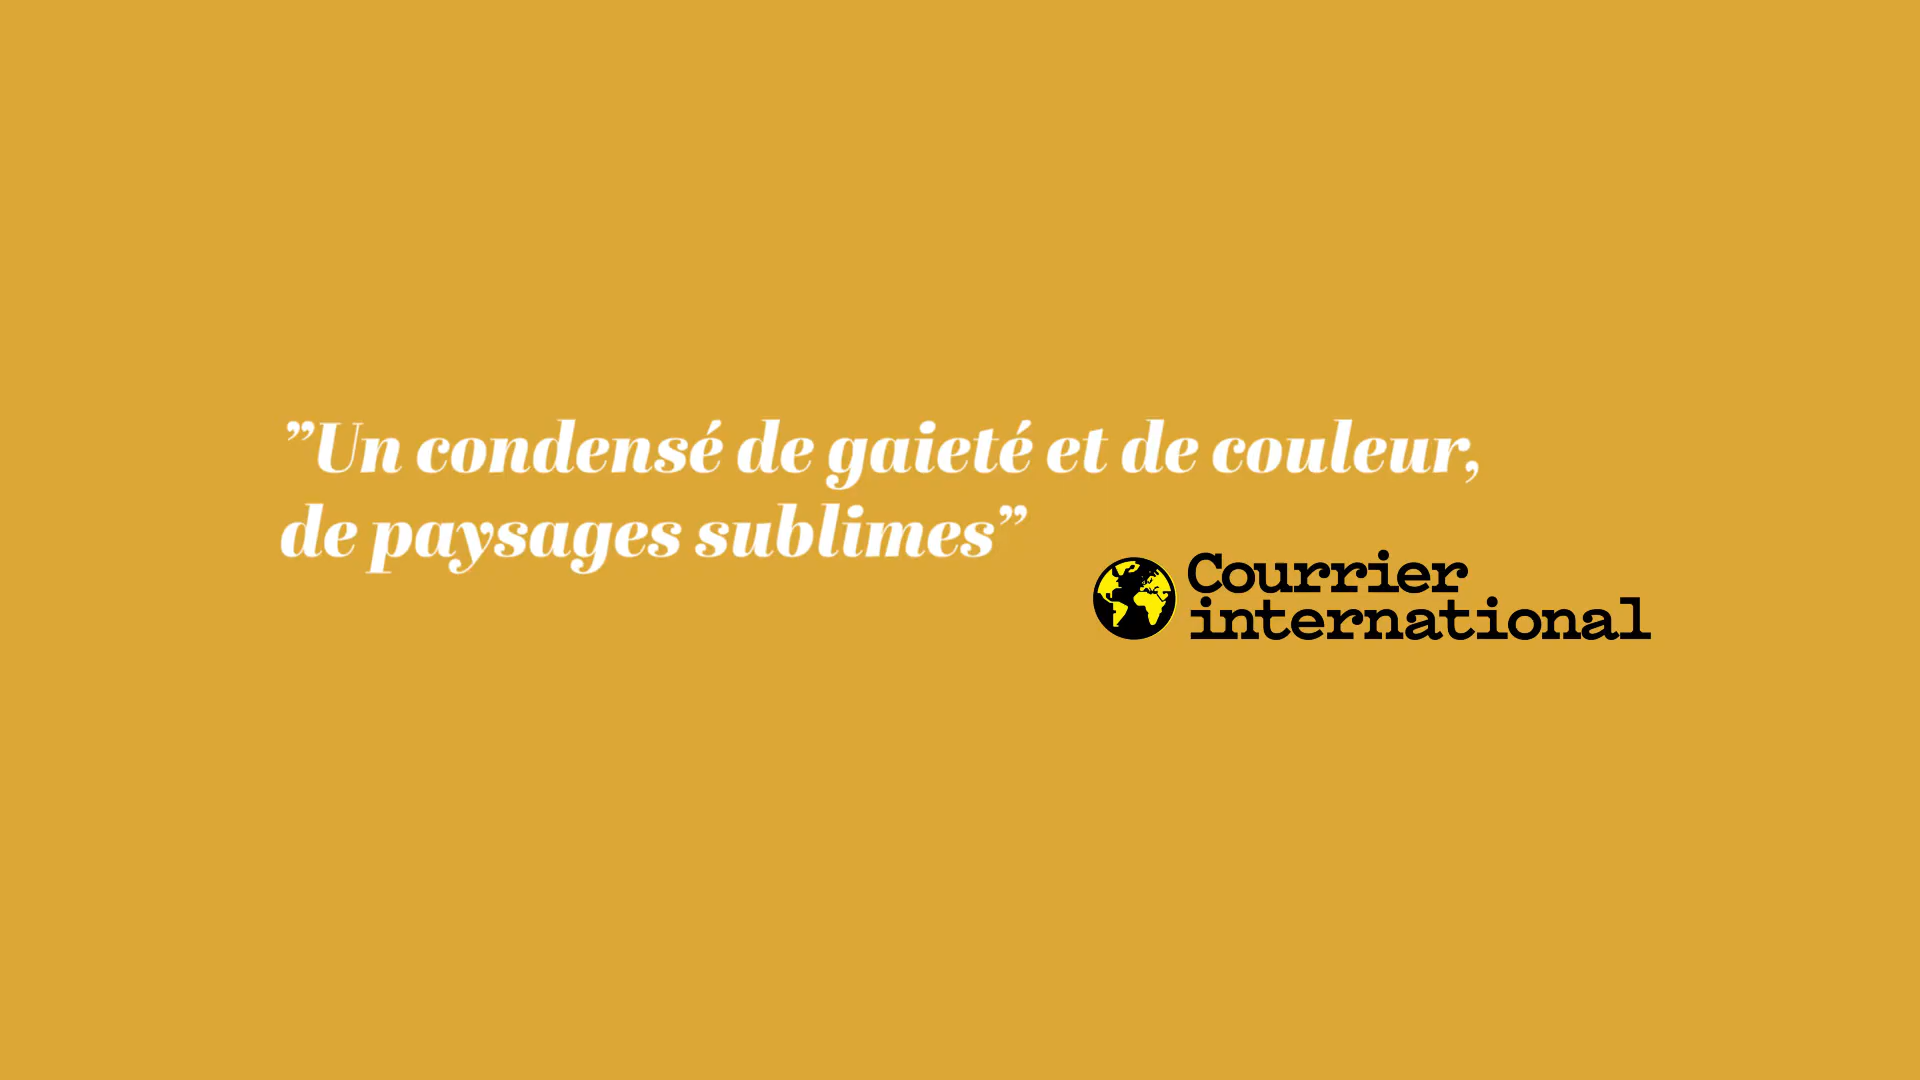 ”Un condensé de gaieté et de couleur,
de paysages sublimes”
Courrier
international